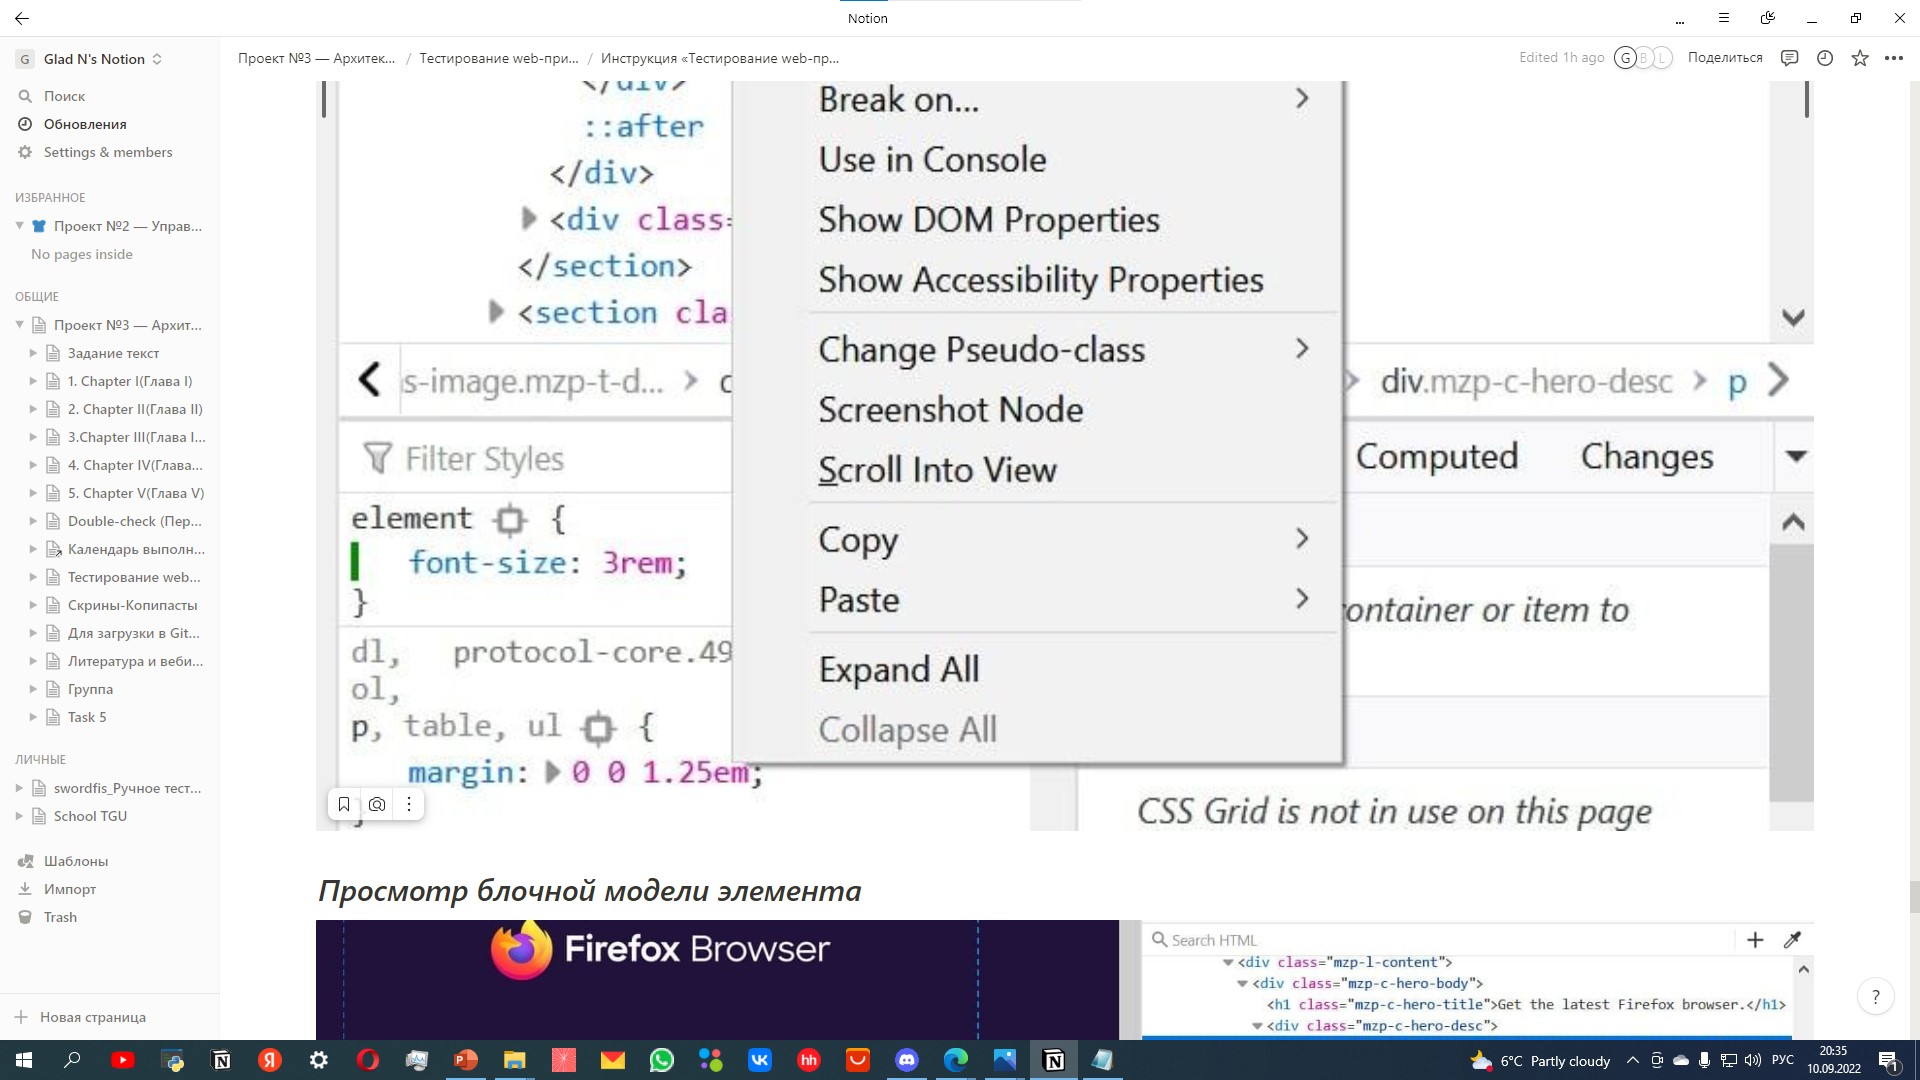 Notion
G Glad N's Notion
Проект №3 — Архитек... / Тестирование web-при... / Инструкция «Тестирование web-пр...
Edited 1h ago G B L Поделиться
Поиск
Обновления
Settings & members
ИЗБРАННОЕ
Проект №2 — Управ...
No pages inside
ОБЩИЕ
Проект №3 — Архит...
Задание текст
1. Chapter I(Глава I)
2. Chapter II(Глава II)
3.Chapter III(Глава I...
4. Chapter IV(Глава...
5. Chapter V(Глава V)
Double-check (Пер...
Календарь выполн...
Тестирование web...
Скрины-Копипасты
Для загрузки в Git...
Литература и веби...
Группа
Task 5
ЛИЧНЫЕ
swordfis_Ручное тест...
School TGU
Шаблоны
Импорт
Trash
Новая страница
</div>
::after
</div>
<div class=
</section>
<section cla
s-image.mzp-t-d...
div.mzp-c-hero-desc
p
Filter Styles
Computed
Changes
element {
font-size: 3rem;
}
dl, protocol-core.49
ol,
p, table, ul {
margin: 0 0 1.25em;
}
Break on...
Use in Console
Show DOM Properties
Show Accessibility Properties
Change Pseudo-class
Screenshot Node
Scroll Into View
Copy
Paste
Expand All
Collapse All
ontainer or item to
CSS Grid is not in use on this page
Просмотр блочной модели элемента
Firefox Browser
Search HTML
<div class="mzp-l-content">
<div class="mzp-c-hero-body">
<h1 class="mzp-c-hero-title">Get the latest Firefox browser.</h1>
<div class="mzp-c-hero-desc">
?
6°C Partly cloudy
РУС
20:35
10.09.2022
1